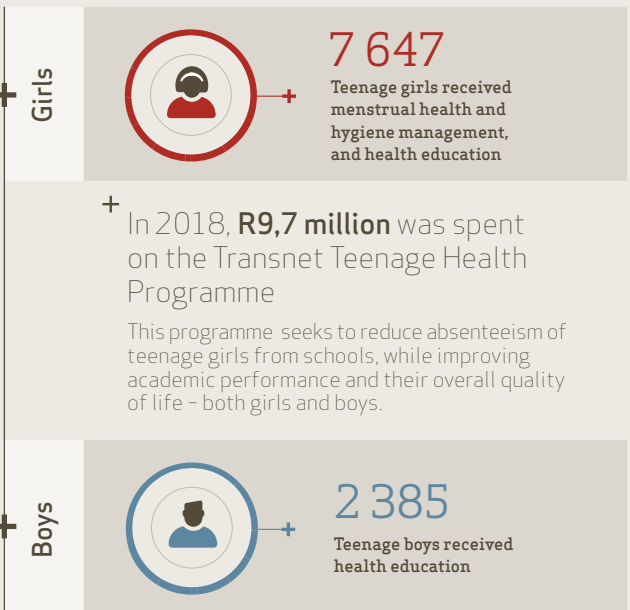 Girls
7 647
Teenage girls received
menstrual health and
hygiene management,
and health education
In 2018, R9,7 million was spent
on the Transnet Teenage Health
Programme
This programme seeks to reduce absenteeism of
teenage girls from schools, while improving
academic performance and their overall quality
of life – both girls and boys.
Boys
2 385
Teenage boys received
health education